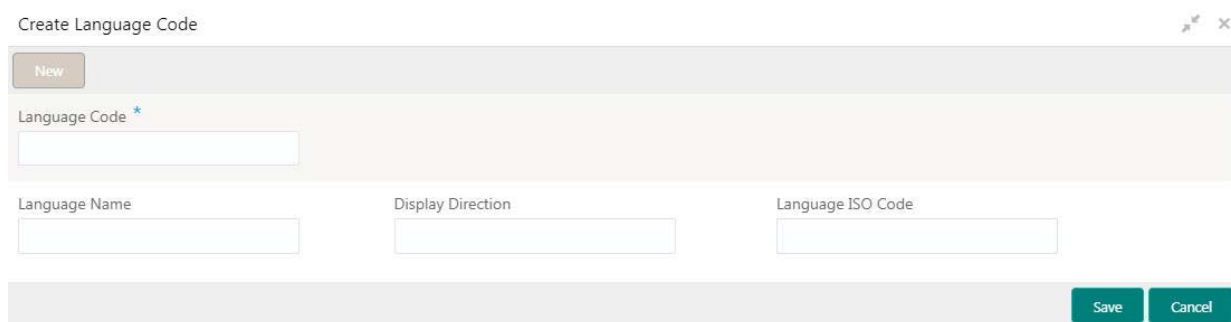 Create Language Code
New
Language Code *
Language Name Display Direction Language ISO Code
Save Cancel